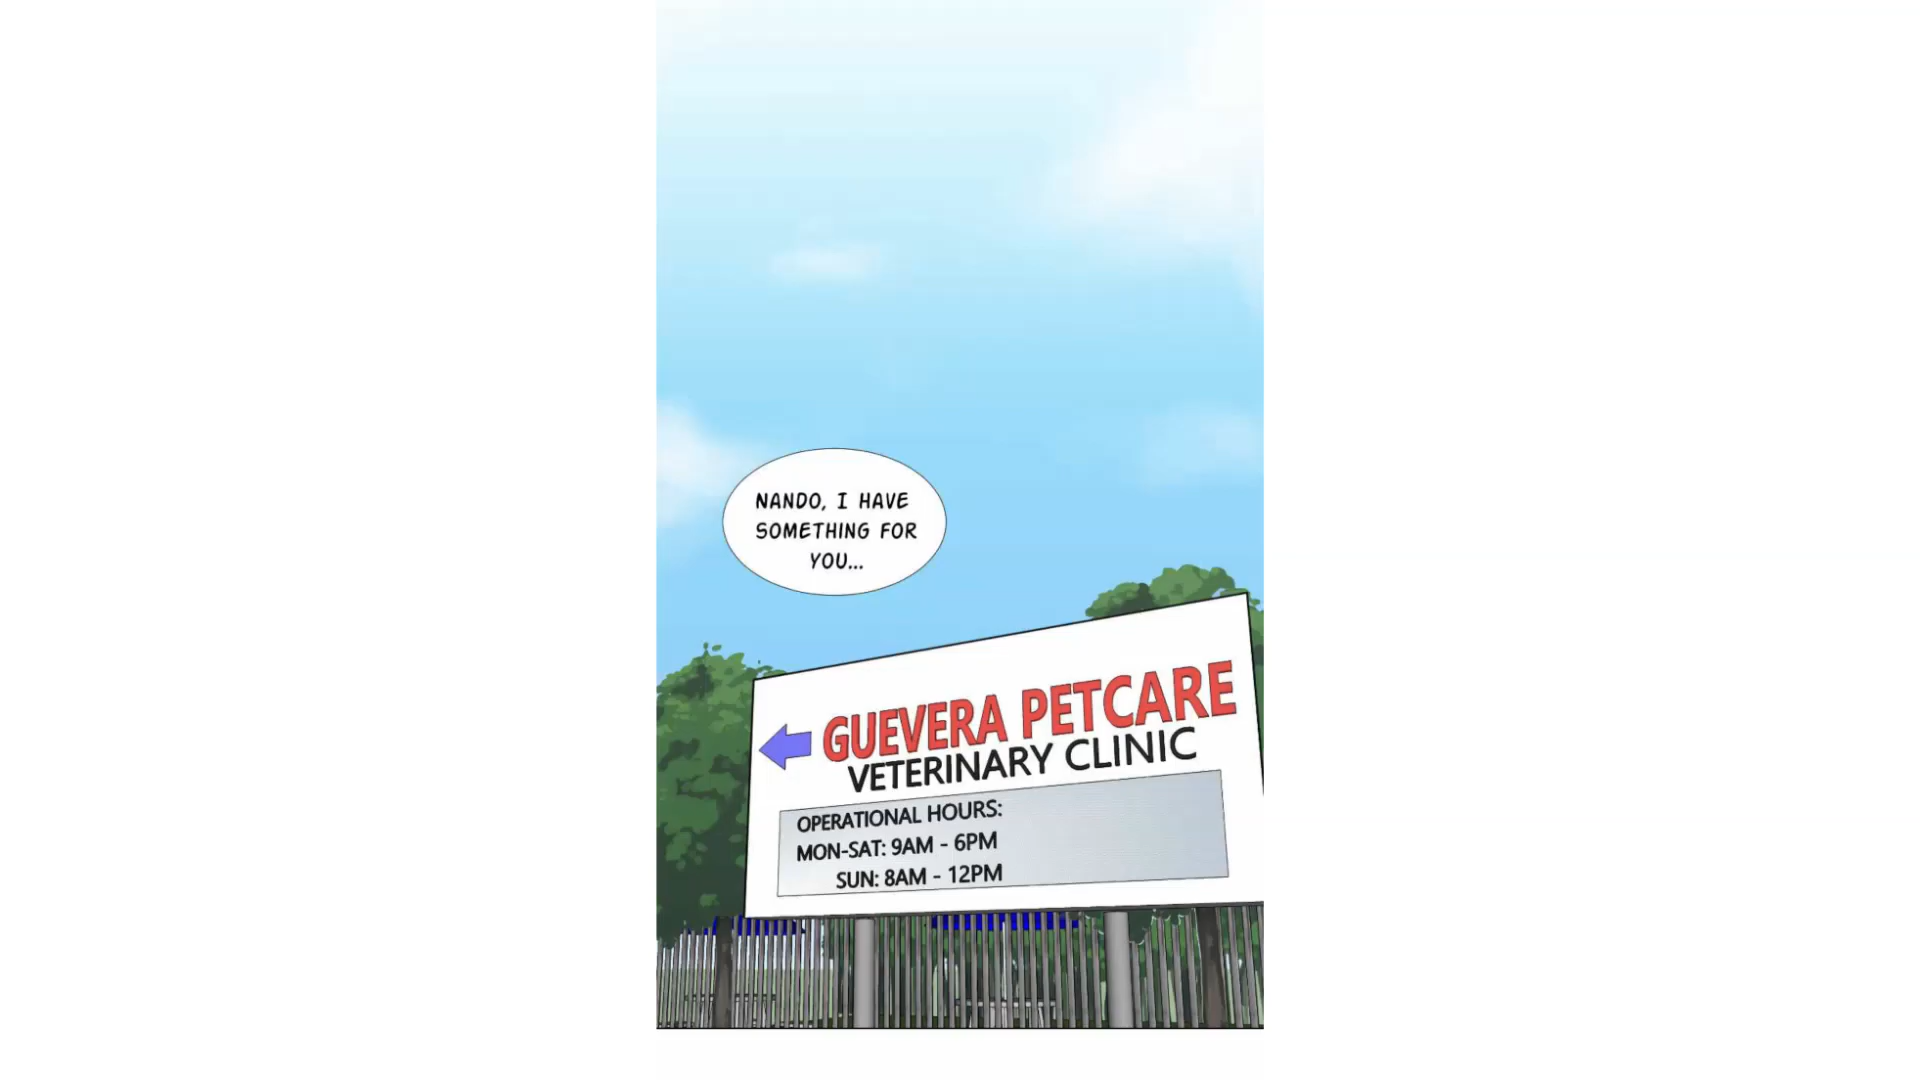 NANDO, I HAVE
SOMETHING FOR
YOU...
GUEVERA PETCARE
VETERINARY CLINIC
OPERATIONAL HOURS:
MON-SAT: 9AM - 6PM
SUN: 8AM - 12PM